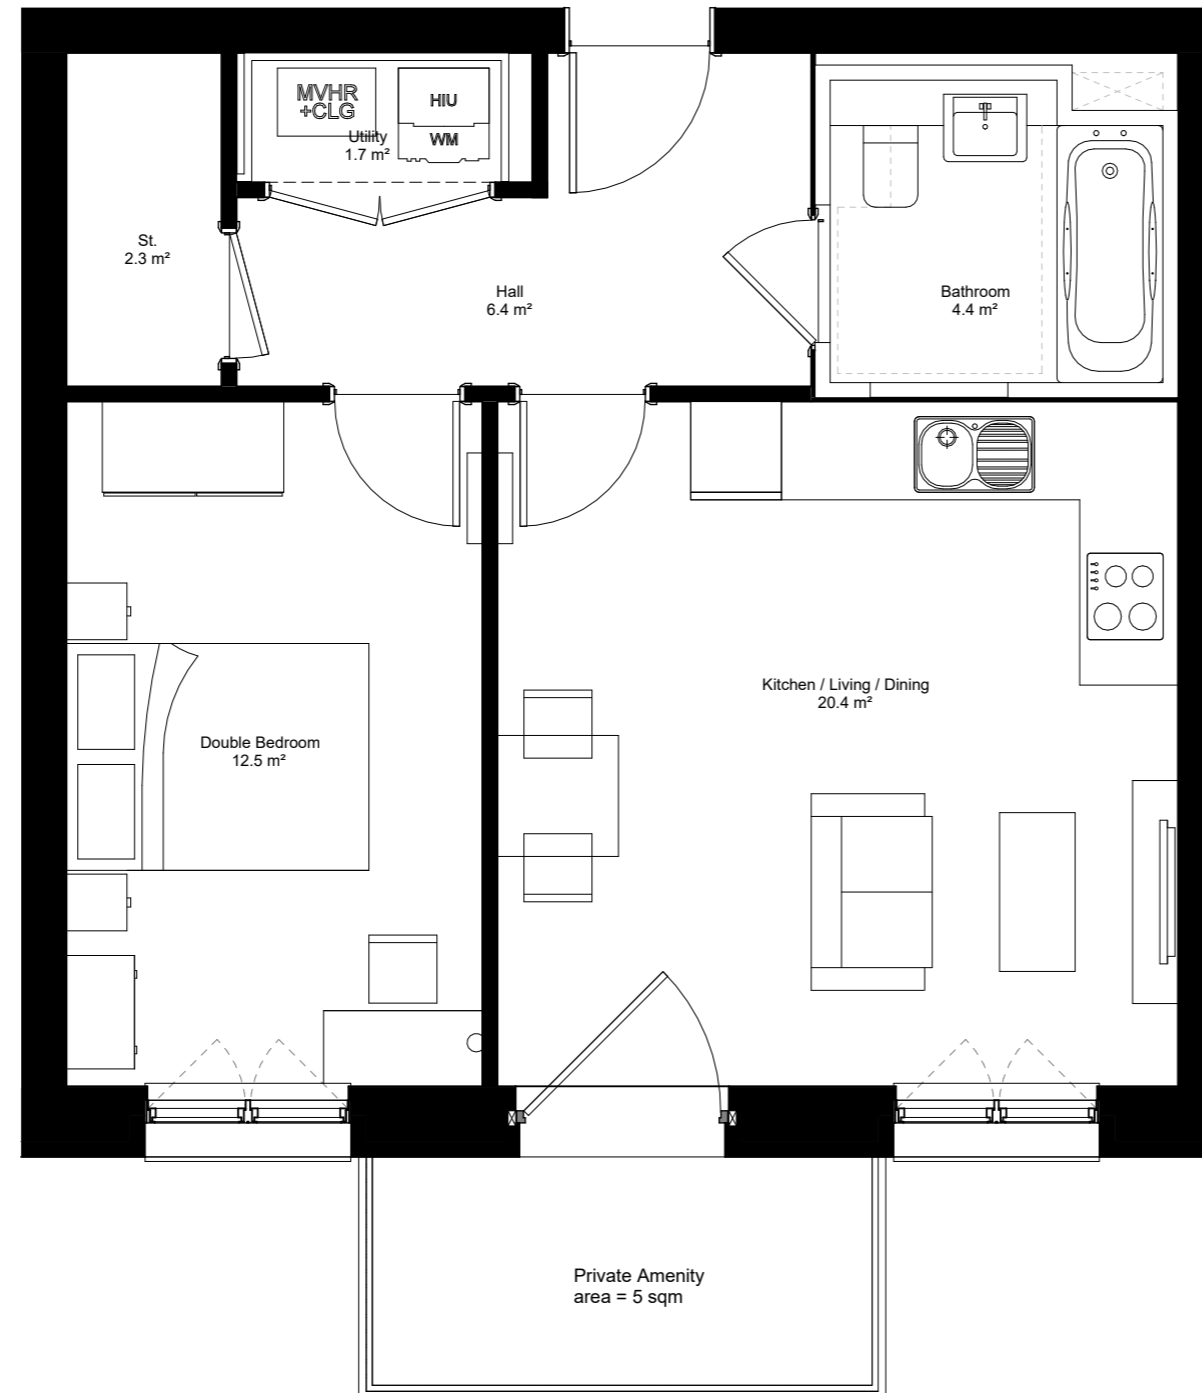 MVHR
+CLG
HIU
WM
Utility
1.7 m²
St.
2.3 m²
Hall
6.4 m²
Bathroom
4.4 m²
Kitchen / Living / Dining
20.4 m²
Double Bedroom
12.5 m²
Private Amenity
area = 5 sqm